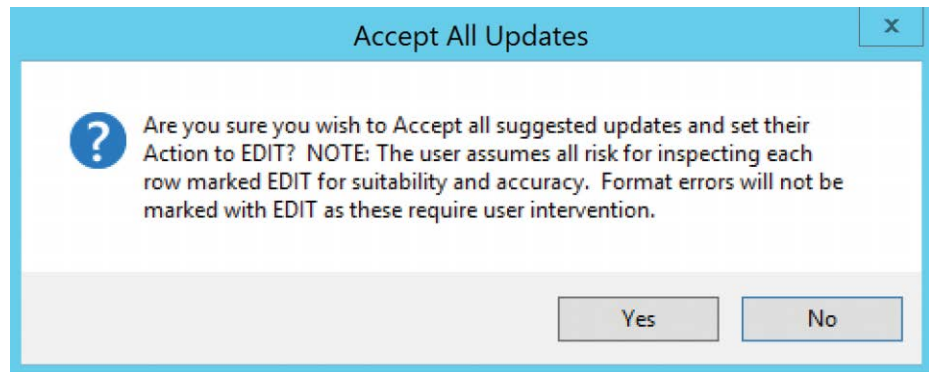 Accept All Updates
x
?
Are you sure you wish to Accept all suggested updates and set their
Action to EDIT?  NOTE: The user assumes all risk for inspecting each
row marked EDIT for suitability and accuracy.  Format errors will not be
marked with EDIT as these require user intervention.
Yes
No